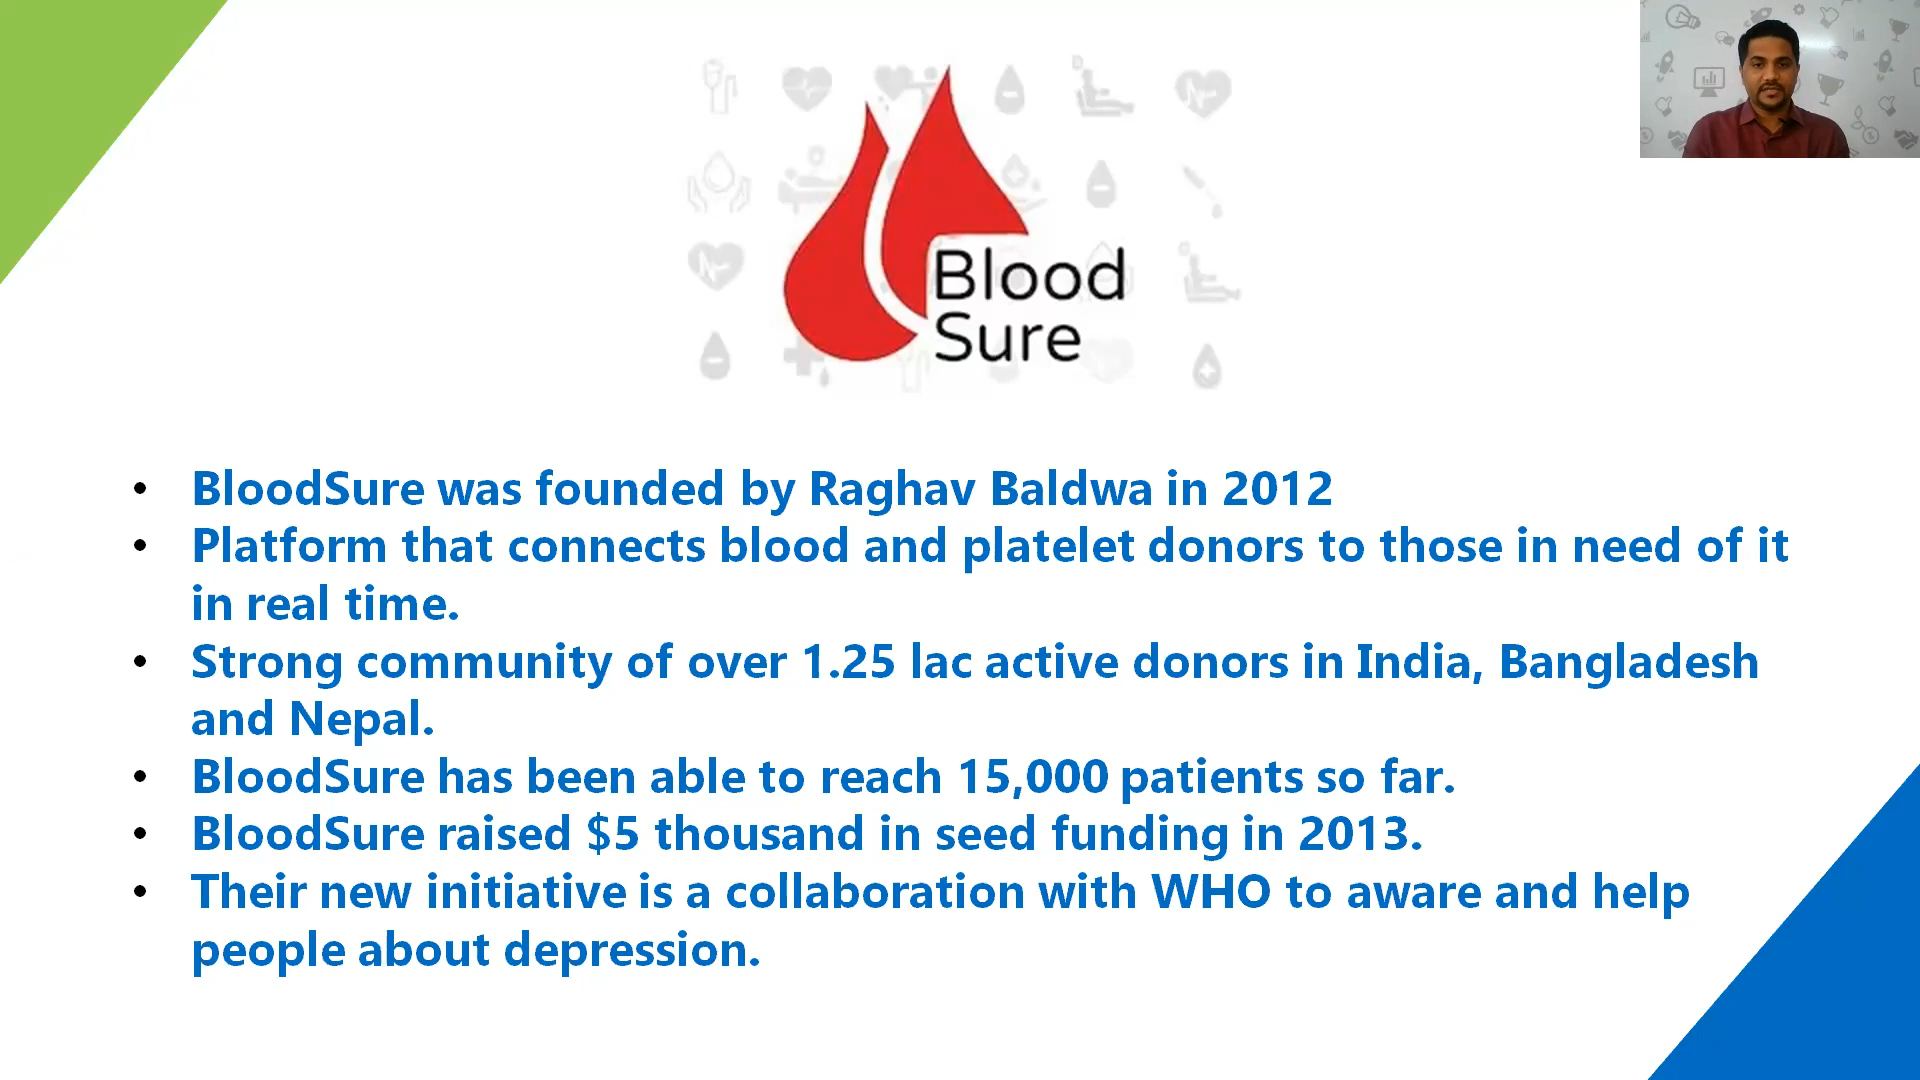 Blood
Sure
• BloodSure was founded by Raghav Baldwa in 2012
• Platform that connects blood and platelet donors to those in need of it
in real time.
• Strong community of over 1.25 lac active donors in India, Bangladesh
and Nepal.
• BloodSure has been able to reach 15,000 patients so far.
• BloodSure raised $5 thousand in seed funding in 2013.
• Their new initiative is a collaboration with WHO to aware and help
people about depression.